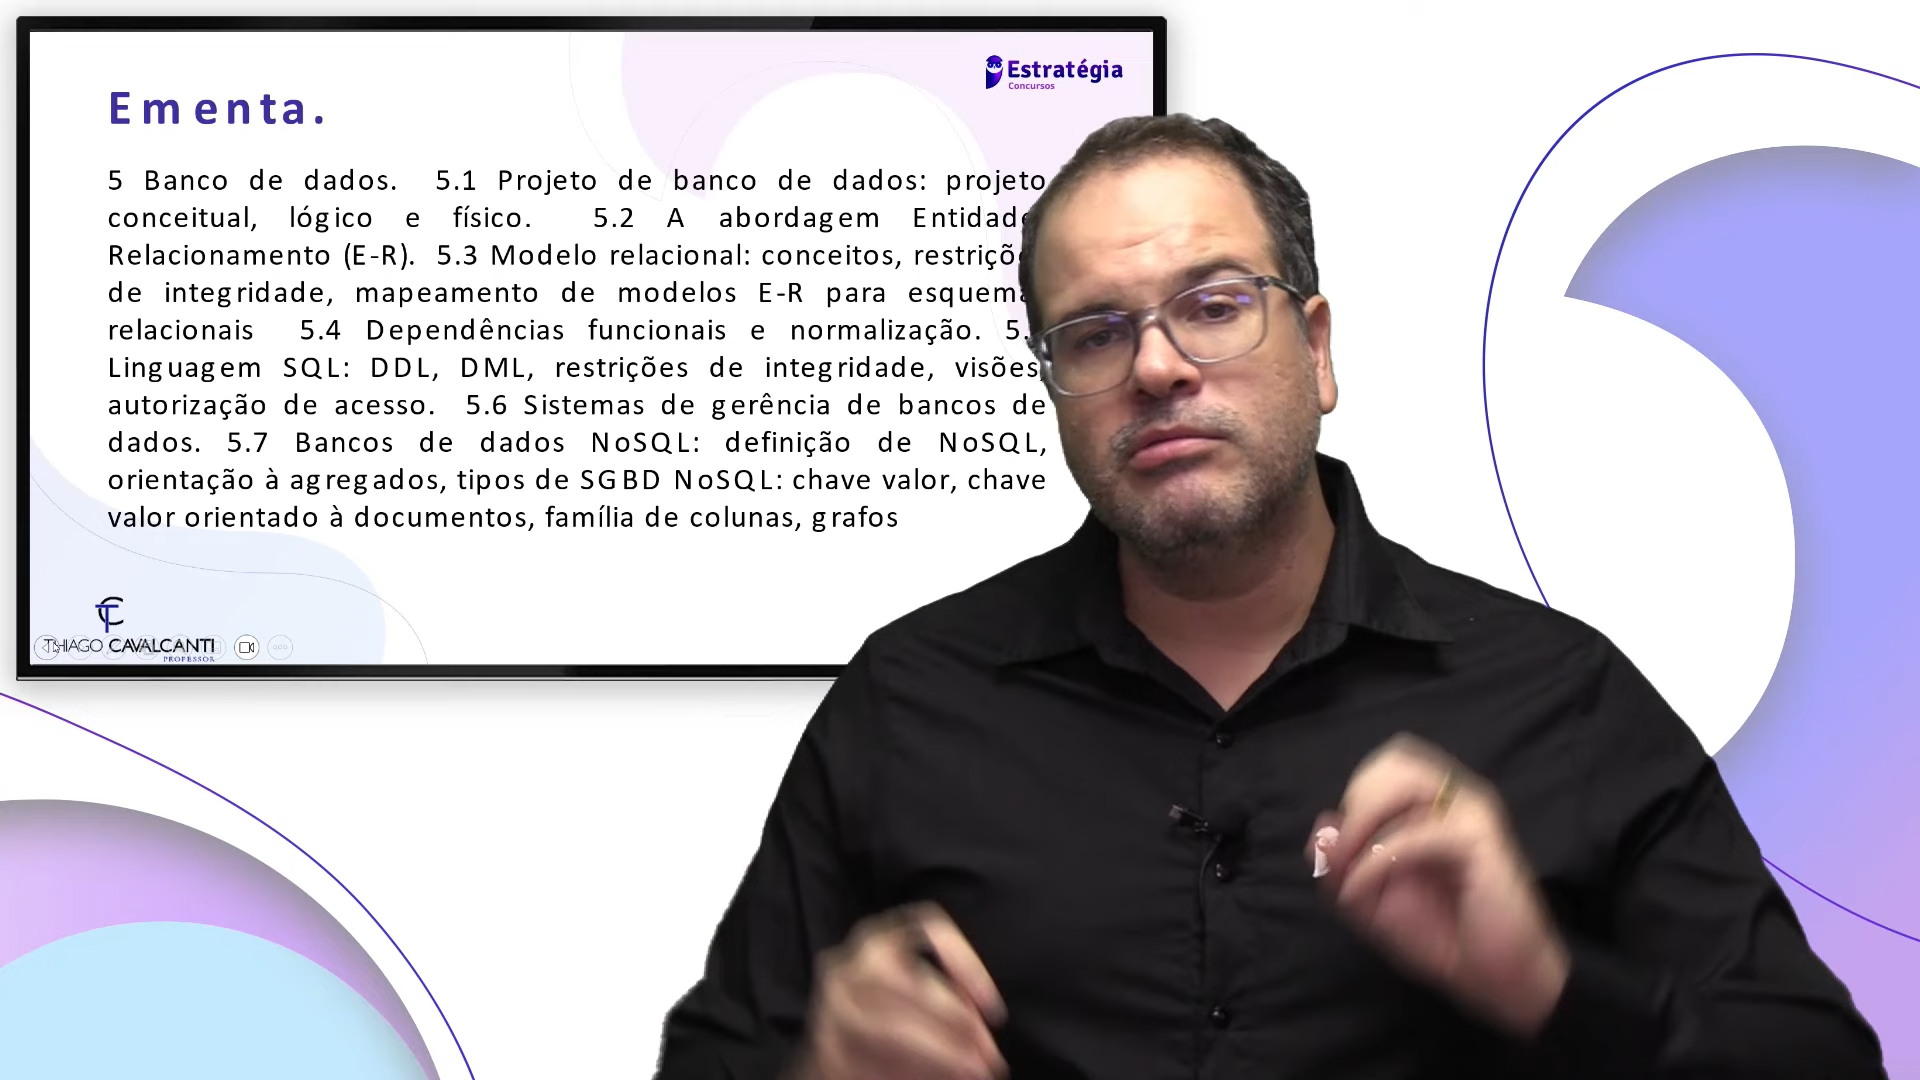 Estratégia
Concursos
Ementa.
5 Banco de dados. 5.1 Projeto de banco de dados: projeto
conceitual, lógico e físico. 5.2 A abordagem
Relacionamento (E-R). 5.3 Modelo relacional: conceitos,
de integridade, mapeamento de modelos E-R para
relacionais 5.4 Dependências funcionais e normalização.
Linguagem SQL: DDL, DML, restrições de integridade, visões,
autorização de acesso. 5.6 Sistemas de gerência de bancos de
dados. 5.7 Bancos de dados NoSQL: definição de NoSQL,
orientação à agregados, tipos de SGBD NoSQL: chave valor, chave
valor orientado à documentos, família de colunas, grafos
TC
THIAGO CAVALCANTI
PROFESSOR